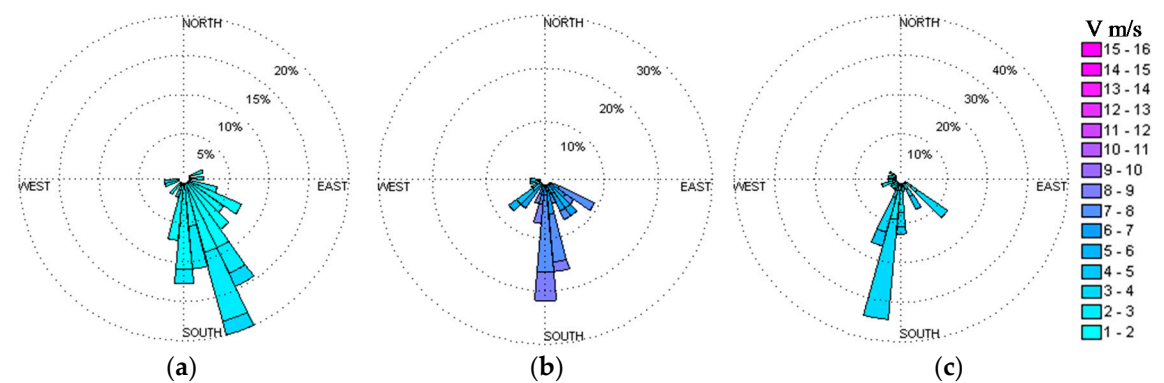 NORTH
20%
15%
10%
5%
WEST
EAST
SOUTH
(a)
NORTH
30%
20%
10%
WEST
EAST
SOUTH
(b)
NORTH
40%
30%
20%
10%
WEST
EAST
SOUTH
(c)
V m/s
15 - 16
14 - 15
13 - 14
12 - 13
11 - 12
10 - 11
9 - 10
8 - 9
7 - 8
6 - 7
5 - 6
4 - 5
3 - 4
2 - 3
1 - 2